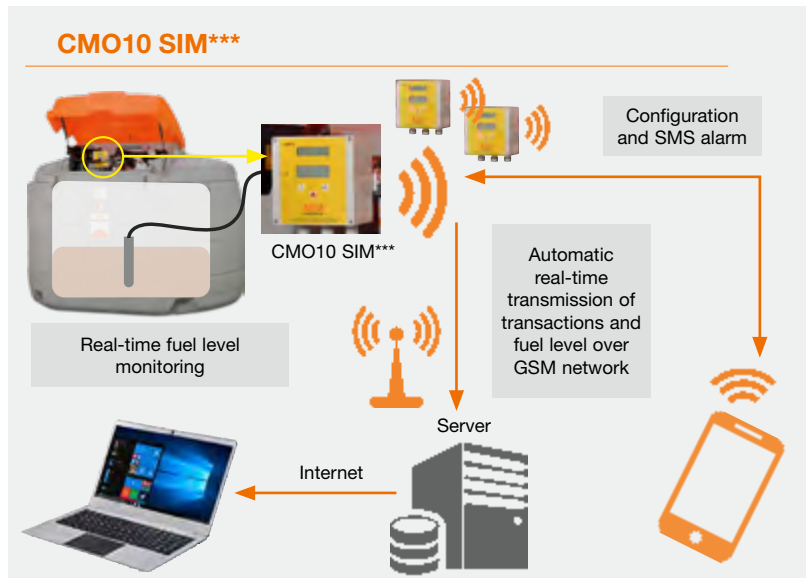 CMO10 SIM***
Configuration
and SMS alarm
CMO10 SIM***
Automatic
real-time
transmission of
transactions and
fuel level over
GSM network
Real-time fuel level
monitoring
Server
Internet